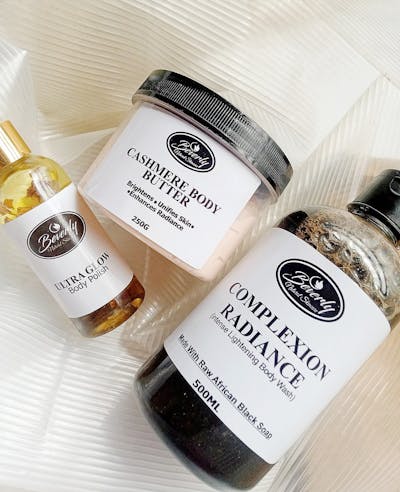 Beverly
ULTRA GLOW
Body Polish
Beverly
CASHMERE BODY
BUTTER
Brightens • Unifies Skin•
•Enhances Radiance
250G
Beverly
COMPLEXION
RADIANCE
(Intense Lightening Body Wash)
Made With Raw African Black Soap
500ML